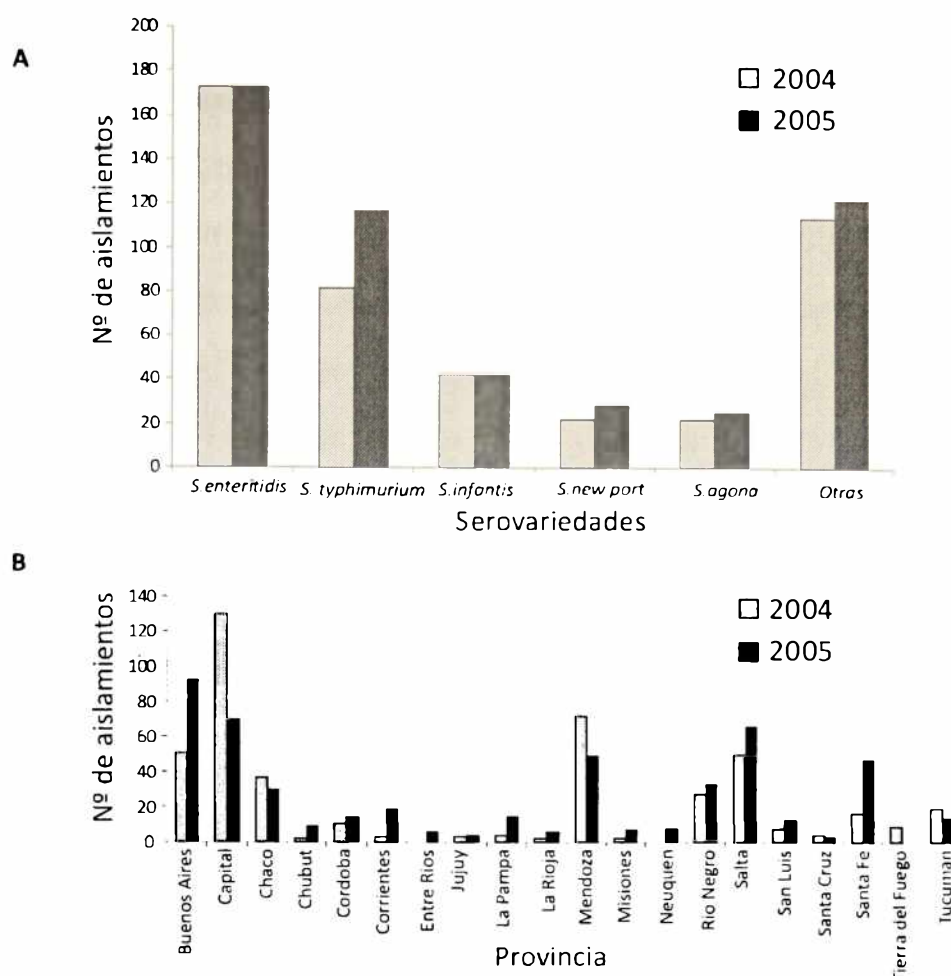 A
200
180
160
140
120
100
80
60
40
20
0
Nº de aislamientos
2004
2005
S.enteritidis S. typhimurium S.infantis S.new port S.agona Otras
Serovariedades
B
140
120
100
80
60
40
20
0
Nº de aislamientos
2004
2005
Buenos Aires
Capital
Chaco
Chubut
Cordoba
Corrientes
Entre Rios
Jujuy
La Pampa
La Rioja
Mendoza
Misiones
Neuquen
Rio Negro
Salta
San Luis
Santa Cruz
Santa Fe
ierra del Fuego
Tucuman
Provincia